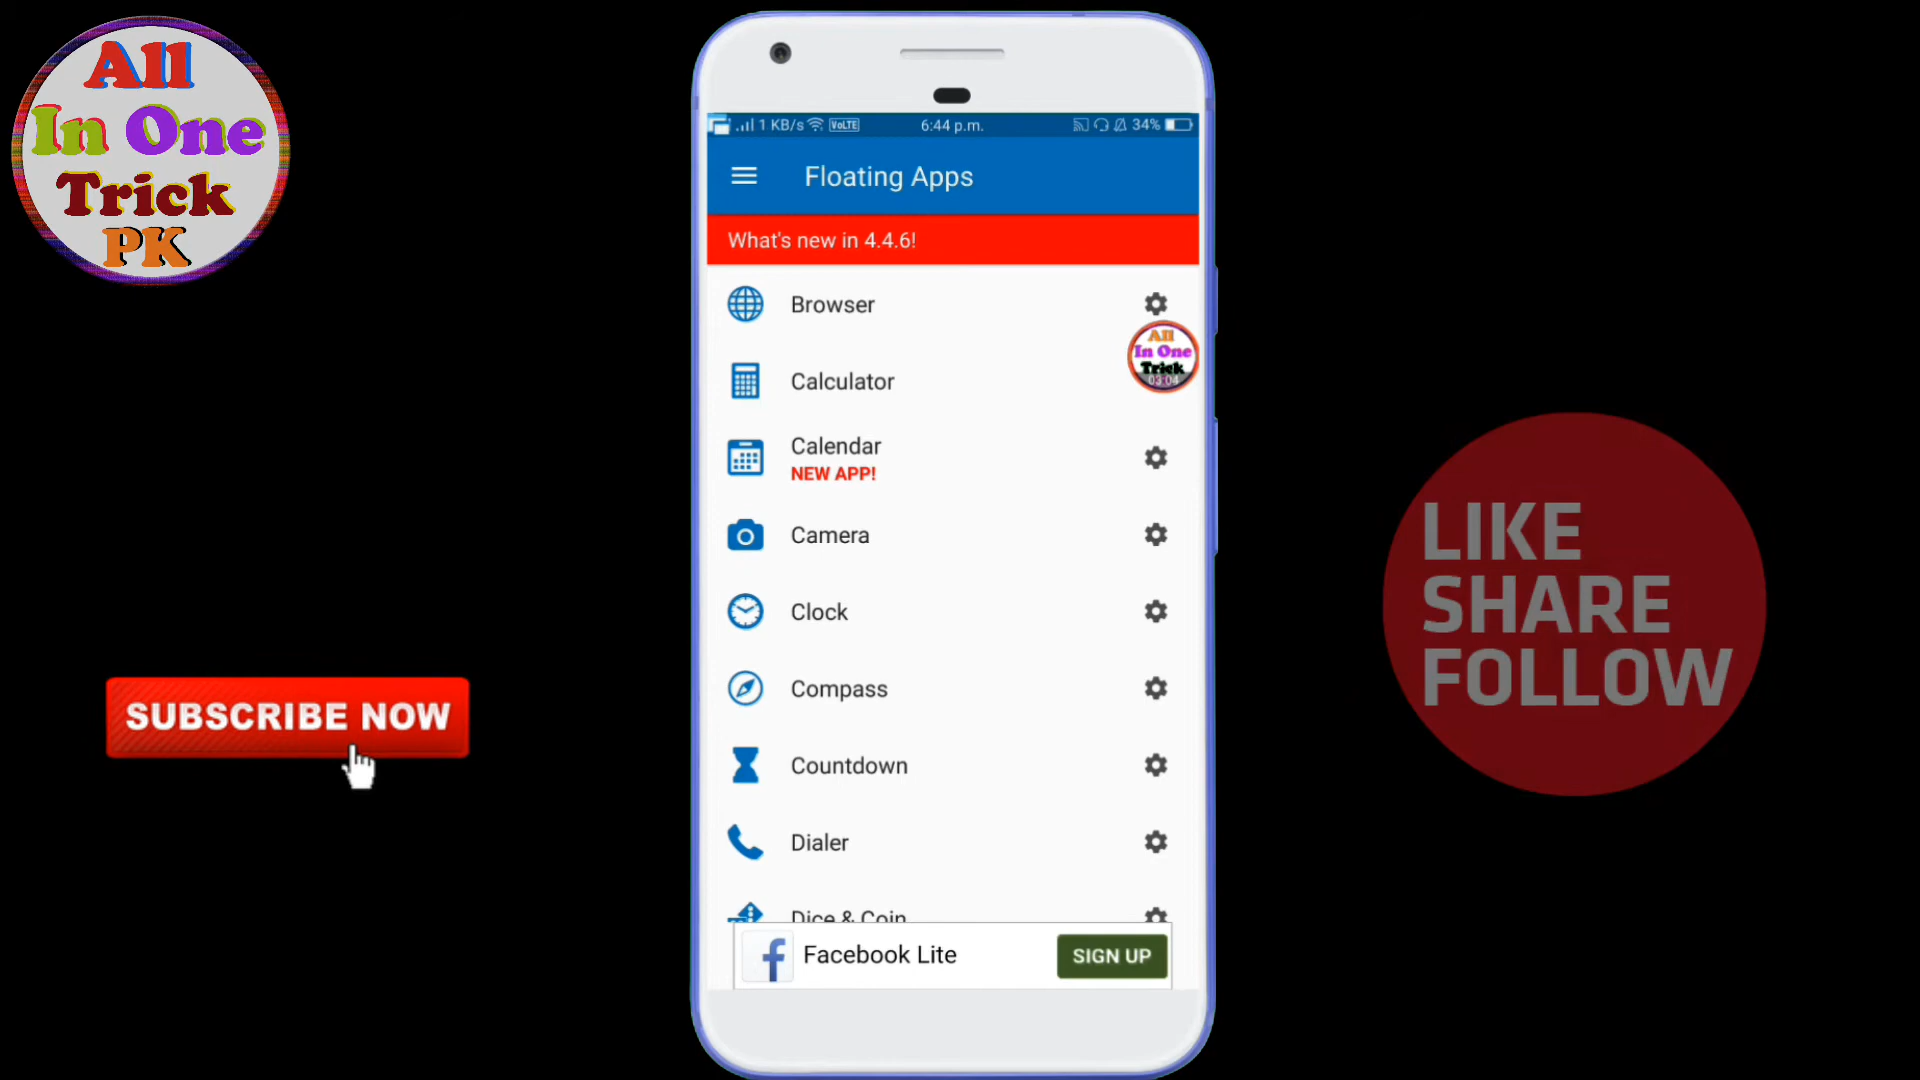 All
In One
Trick
PK
1 KB/s VoLTE 6:44 p.m. 34%
Floating Apps
What's new in 4.4.6!
Browser
All
In One
Trick
03:04
Calculator
Calendar
NEW APP!
Camera
Clock
Compass
Countdown
Dialer
Dice & Coin
Facebook Lite
SIGN UP
SUBSCRIBE NOW
LIKE
SHARE
FOLLOW